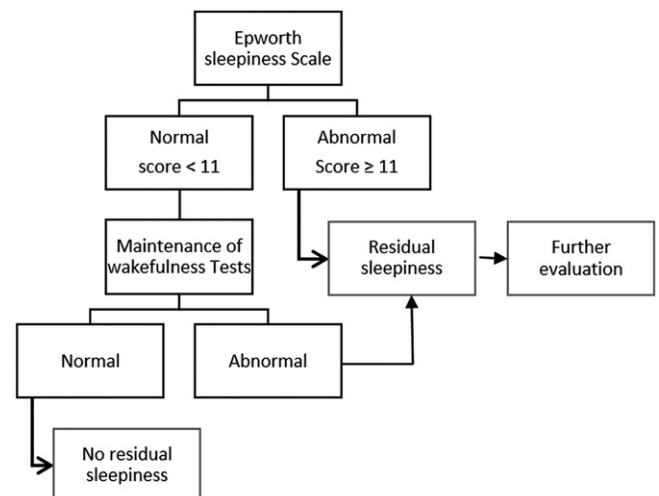 Epworth
sleepiness Scale
Normal
score < 11
Abnormal
Score ≥ 11
Maintenance of
wakefulness Tests
Residual
sleepiness
Further
evaluation
Normal
Abnormal
No residual
sleepiness